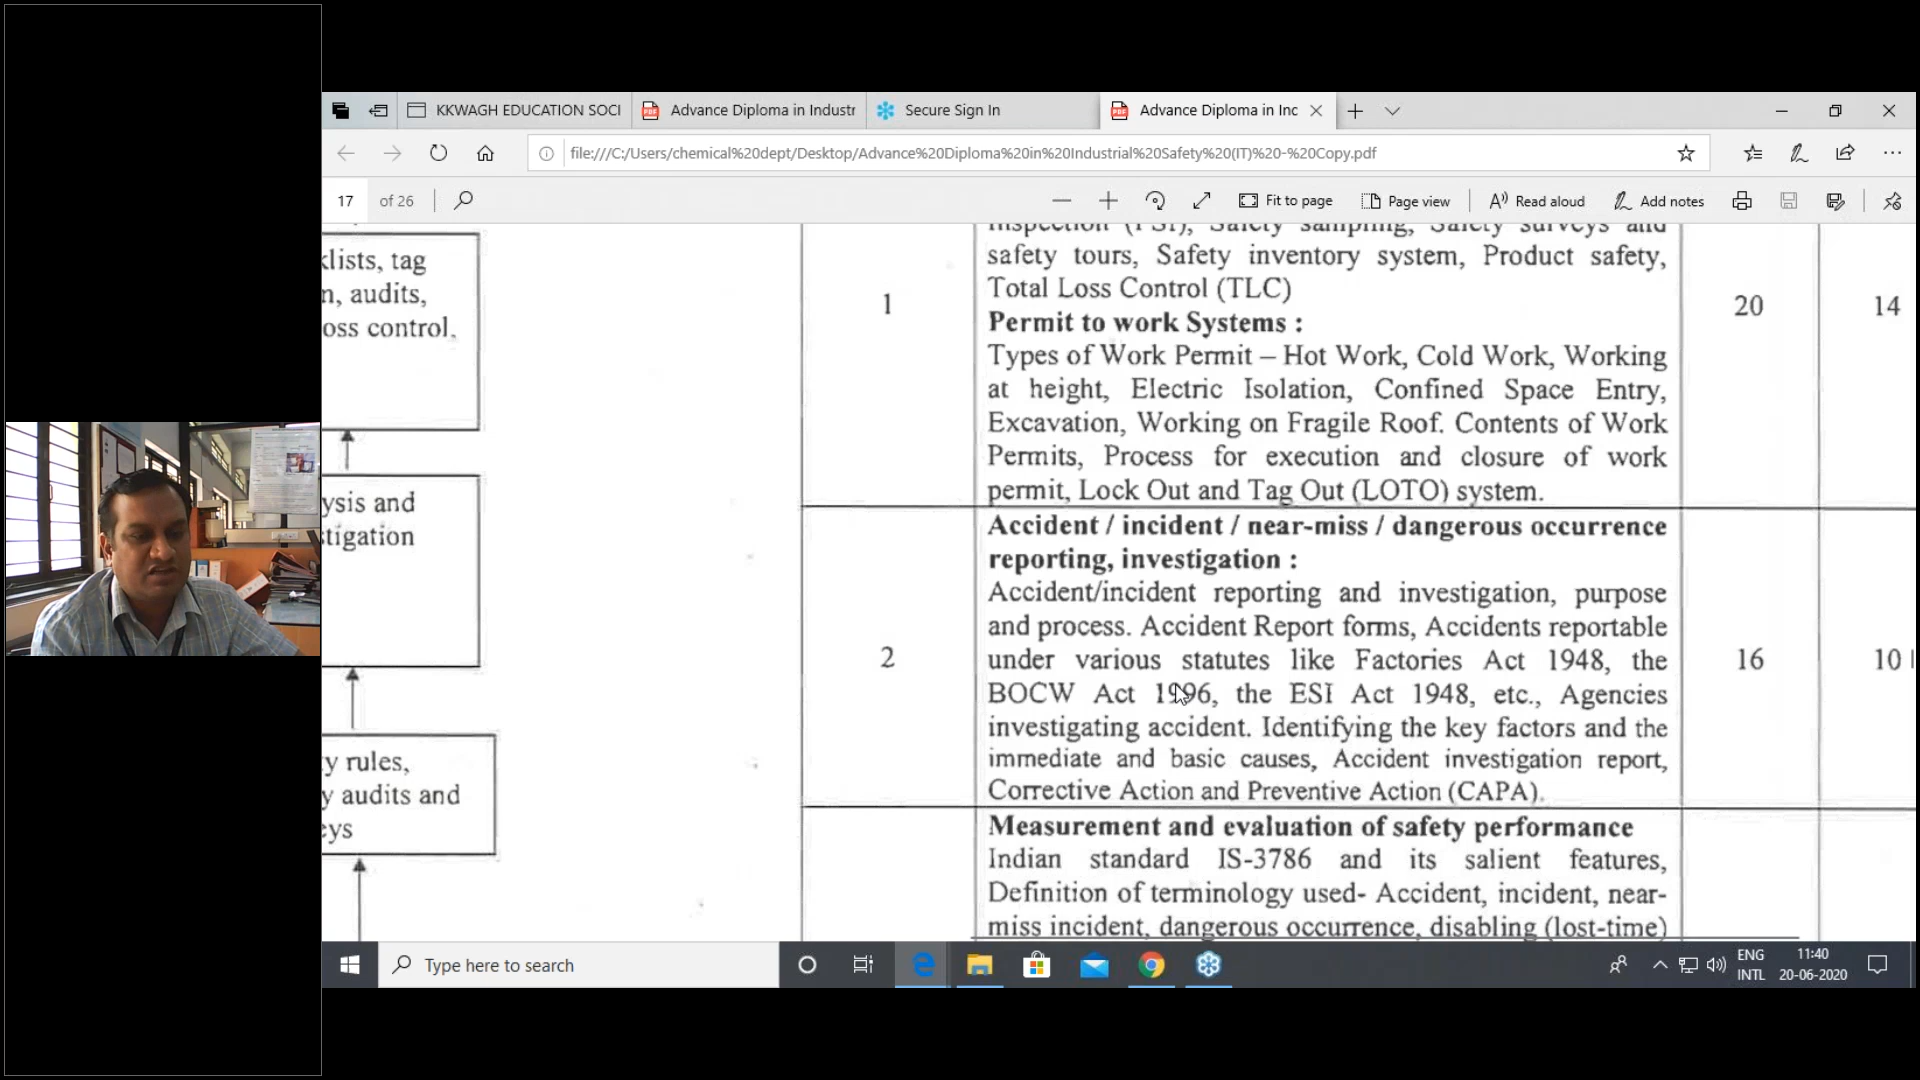 KKWAGH EDUCATION SOCI
Advance Diploma in Industr
Secure Sign In
Advance Diploma in Inc
file:///C:/Users/chemical%20dept/Desktop/Advance%20Diploma%20in%20Industrial%20Safety%20(IT)%20-%20Copy.pdf
17 of 26
Fit to page
Page view
Read aloud
Add notes
klists, tag
n, audits,
oss control,
ysis and
stigation
y rules,
y audits and
eys
1
Inspection (PSI), Safety sampling, Safety surveys and
safety tours, Safety inventory system, Product safety,
Total Loss Control (TLC)
Permit to work Systems :
Types of Work Permit – Hot Work, Cold Work, Working
at height, Electric Isolation, Confined Space Entry,
Excavation, Working on Fragile Roof. Contents of Work
Permits, Process for execution and closure of work
permit, Lock Out and Tag Out (LOTO) system.
20
14
2
Accident / incident / near-miss / dangerous occurrence
reporting, investigation :
Accident/incident reporting and investigation, purpose
and process. Accident Report forms, Accidents reportable
under various statutes like Factories Act 1948, the
BOCW Act 1996, the ESI Act 1948, etc., Agencies
investigating accident. Identifying the key factors and the
immediate and basic causes, Accident investigation report,
Corrective Action and Preventive Action (CAPA).
16
10
Measurement and evaluation of safety performance
Indian standard IS-3786 and its salient features,
Definition of terminology used- Accident, incident, near-
miss incident, dangerous occurrence, disabling (lost-time)
Type here to search
ENG
INTL
11:40
20-06-2020